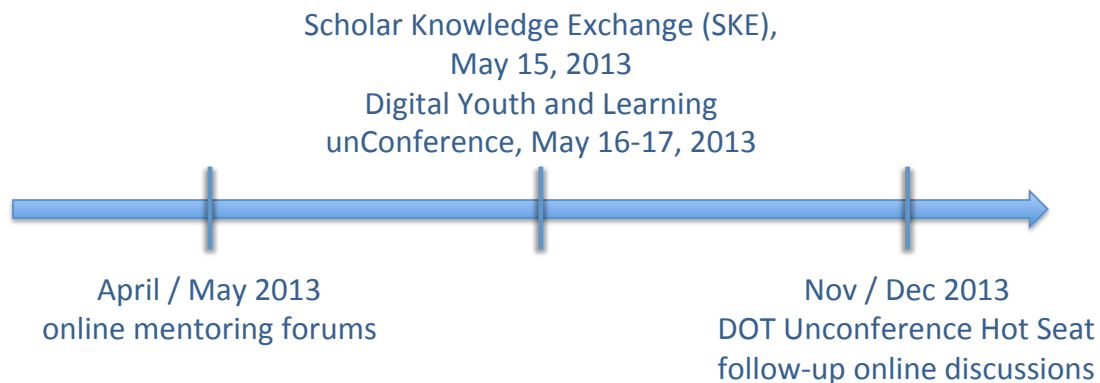 Scholar Knowledge Exchange (SKE),
May 15, 2013
Digital Youth and Learning
unConference, May 16-17, 2013
April / May 2013
online mentoring forums
Nov / Dec 2013
DOT Unconference Hot Seat
follow-up online discussions